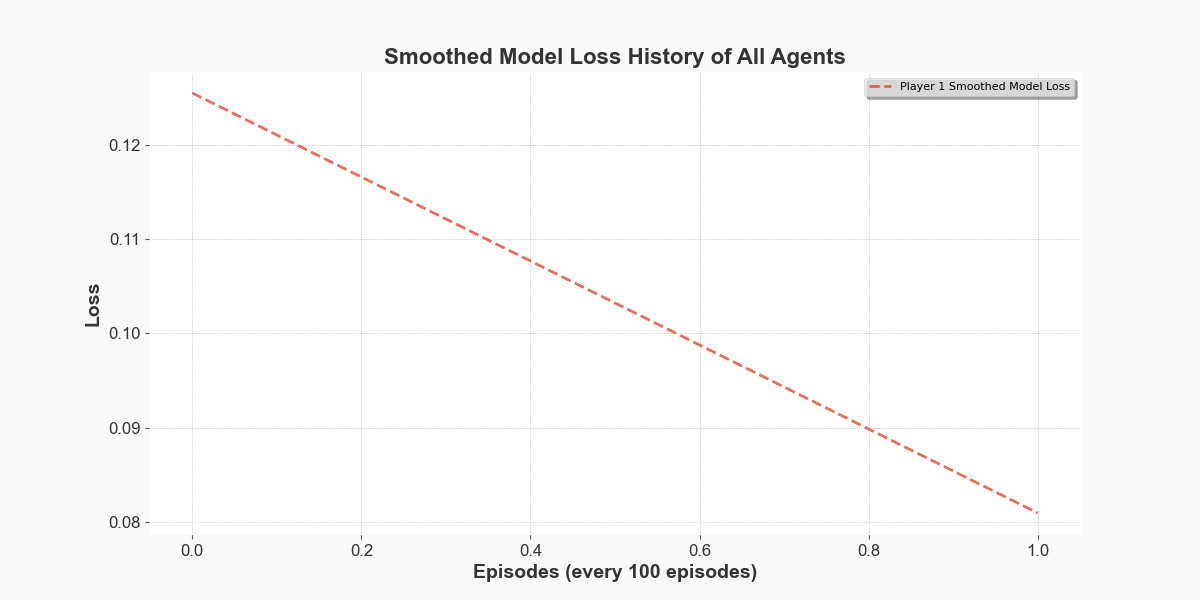 Smoothed Model Loss History of All Agents
Player 1 Smoothed Model Loss
0.12
0.11
0.10
0.09
0.08
Loss
0.0 0.2 0.4 0.6 0.8 1.0
Episodes (every 100 episodes)